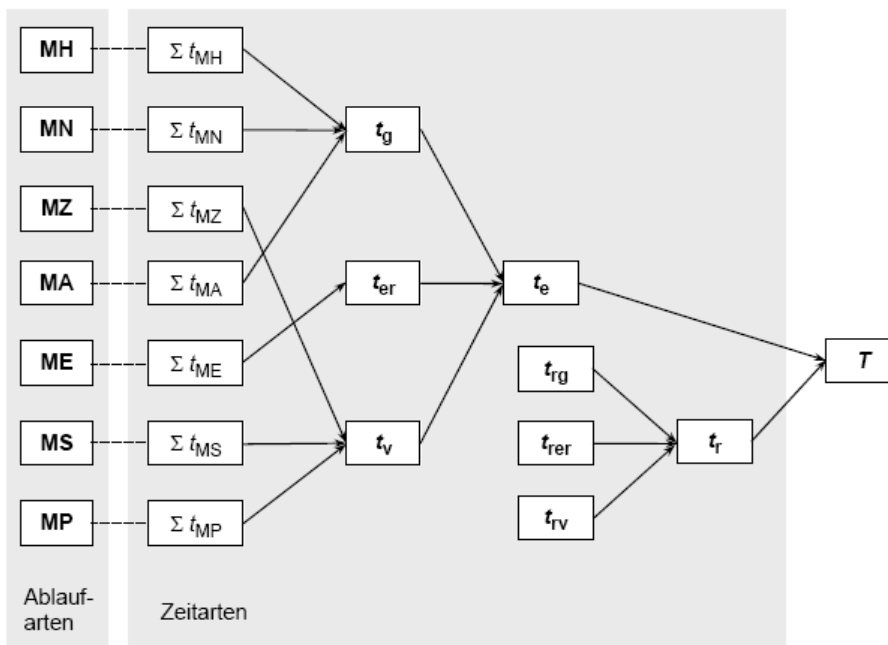 MH Σ tMH
MN Σ tMN tg
MZ Σ tMZ
MA Σ tMA ter te
ME Σ tME trg T
MS Σ tMS tv trer tr
MP Σ tMP trv
Ablauf-
arten
Zeitarten